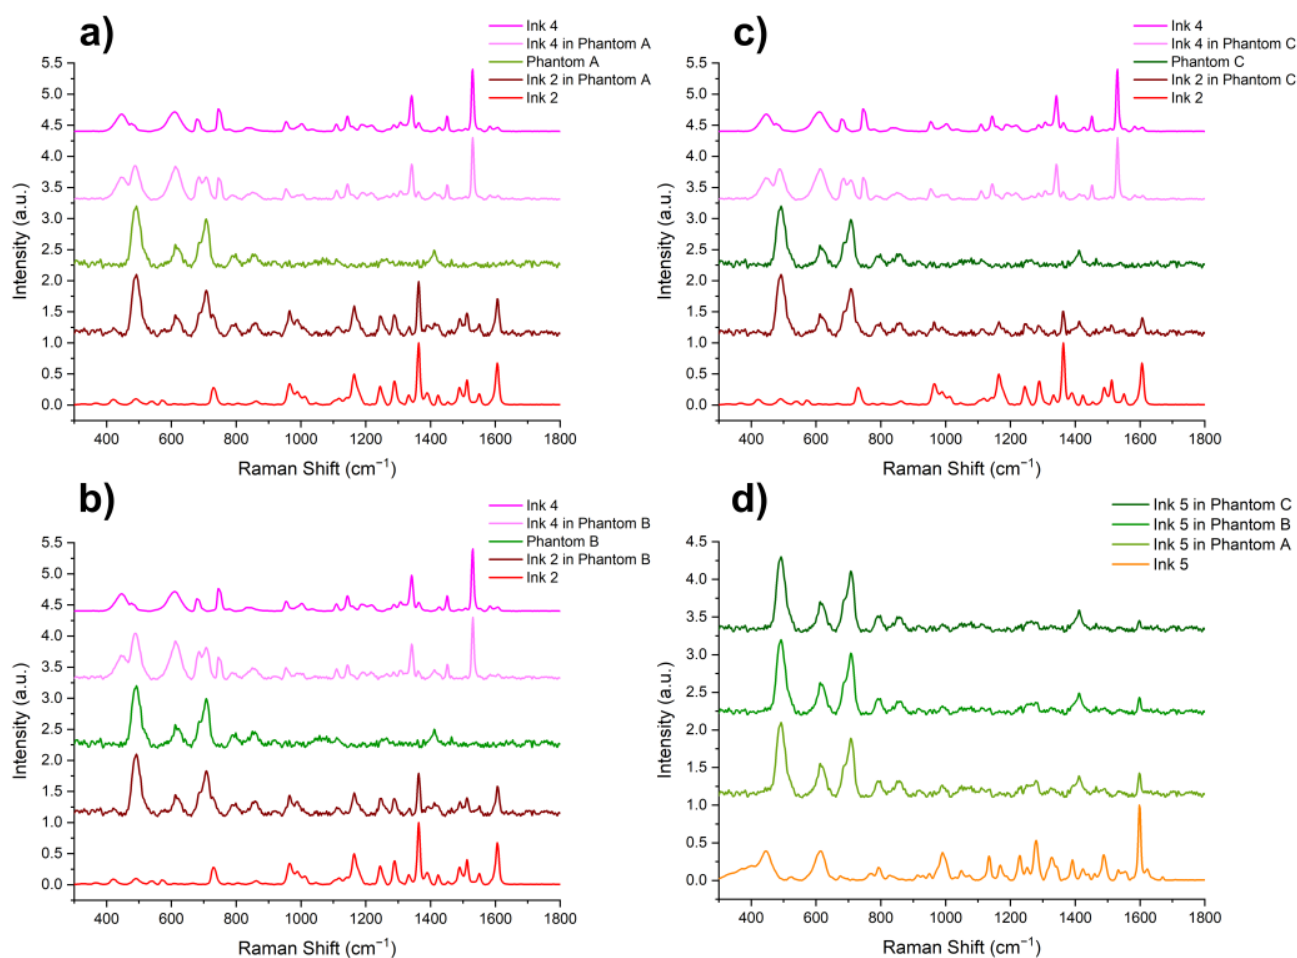 a)
Ink 4
Ink 4 in Phantom A
Phantom A
Ink 2 in Phantom A
Ink 2
5.5
5.0
4.5
4.0
3.5
3.0
2.5
2.0
1.5
1.0
0.5
0.0
Intensity (a.u.)
400 600 800 1000 1200 1400 1600 1800
Raman Shift (cm⁻¹)
c)
Ink 4
Ink 4 in Phantom C
Phantom C
Ink 2 in Phantom C
Ink 2
5.5
5.0
4.5
4.0
3.5
3.0
2.5
2.0
1.5
1.0
0.5
0.0
Intensity (a.u.)
400 600 800 1000 1200 1400 1600 1800
Raman Shift (cm⁻¹)
b)
Ink 4
Ink 4 in Phantom B
Phantom B
Ink 2 in Phantom B
Ink 2
5.5
5.0
4.5
4.0
3.5
3.0
2.5
2.0
1.5
1.0
0.5
0.0
Intensity (a.u.)
400 600 800 1000 1200 1400 1600 1800
Raman Shift (cm⁻¹)
d)
Ink 5 in Phantom C
Ink 5 in Phantom B
Ink 5 in Phantom A
Ink 5
4.5
4.0
3.5
3.0
2.5
2.0
1.5
1.0
0.5
0.0
Intensity (a.u.)
400 600 800 1000 1200 1400 1600 1800
Raman Shift (cm⁻¹)